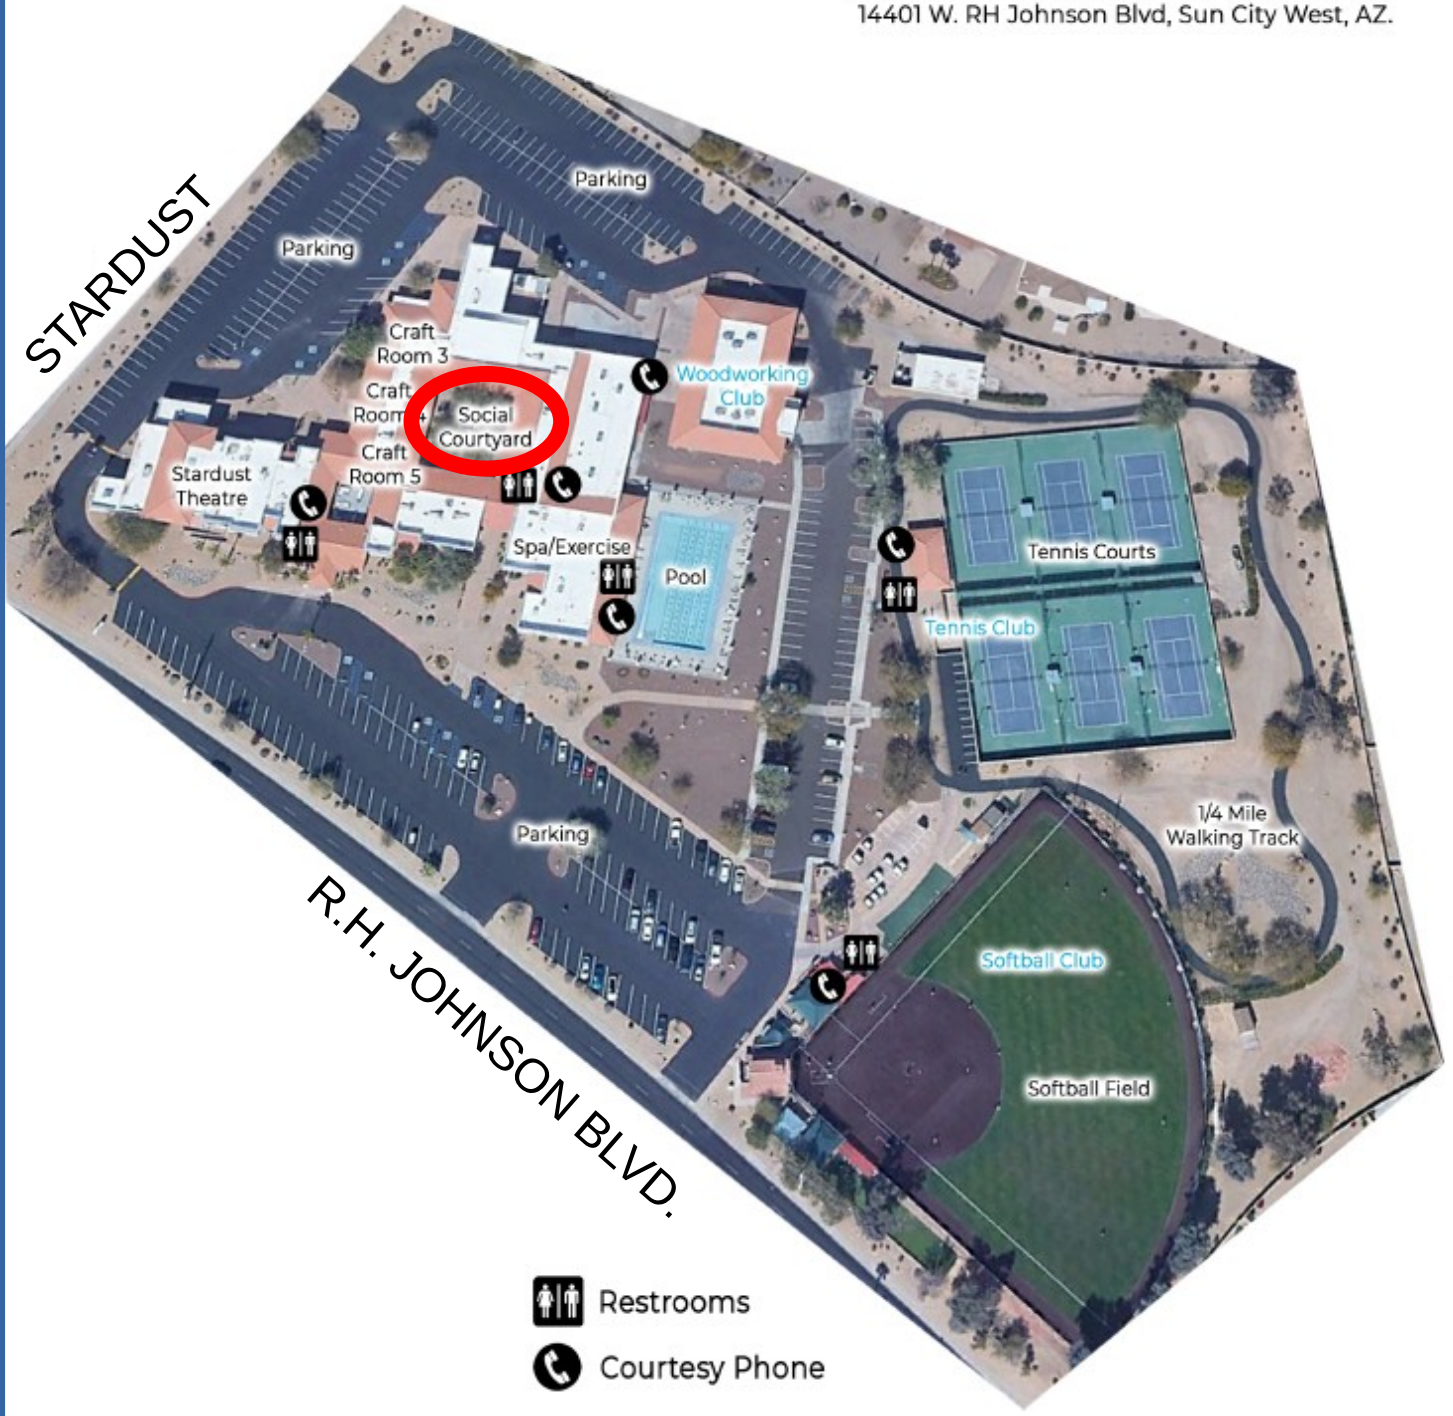 14401 W. RH Johnson Blvd, Sun City West, AZ.
Parking
Parking
STARDUST
Craft
Room 3
Woodworking
Club
Craft
Room 4
Social
Courtyard
Craft
Room 5
Stardust
Theatre
Spa/Exercise
Pool
Tennis Courts
Tennis Club
Parking
1/4 Mile
Walking Track
R.H. JOHNSON BLVD.
Softball Club
Softball Field
Restrooms
Courtesy Phone